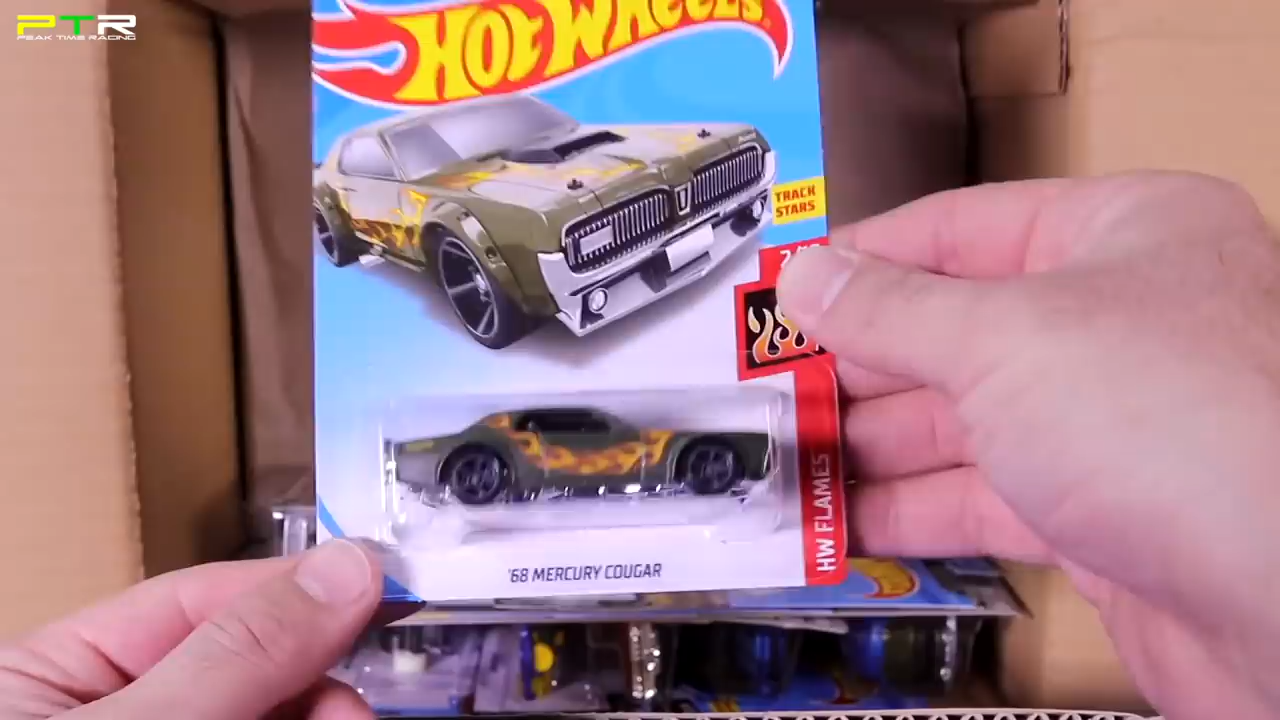 PTR
PEAK TIME RACING
HOT WHEELS
TRACK
STARS
HW FLAMES
'68 MERCURY COUGAR